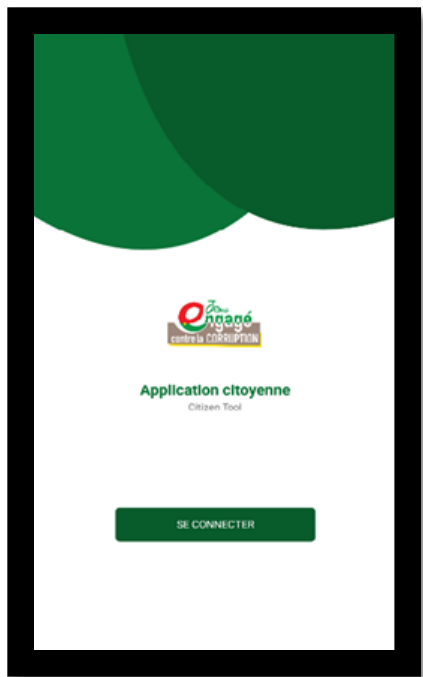 engagé
contre la CORRUPTION
Application citoyenne
Citizen Tool
SE CONNECTER